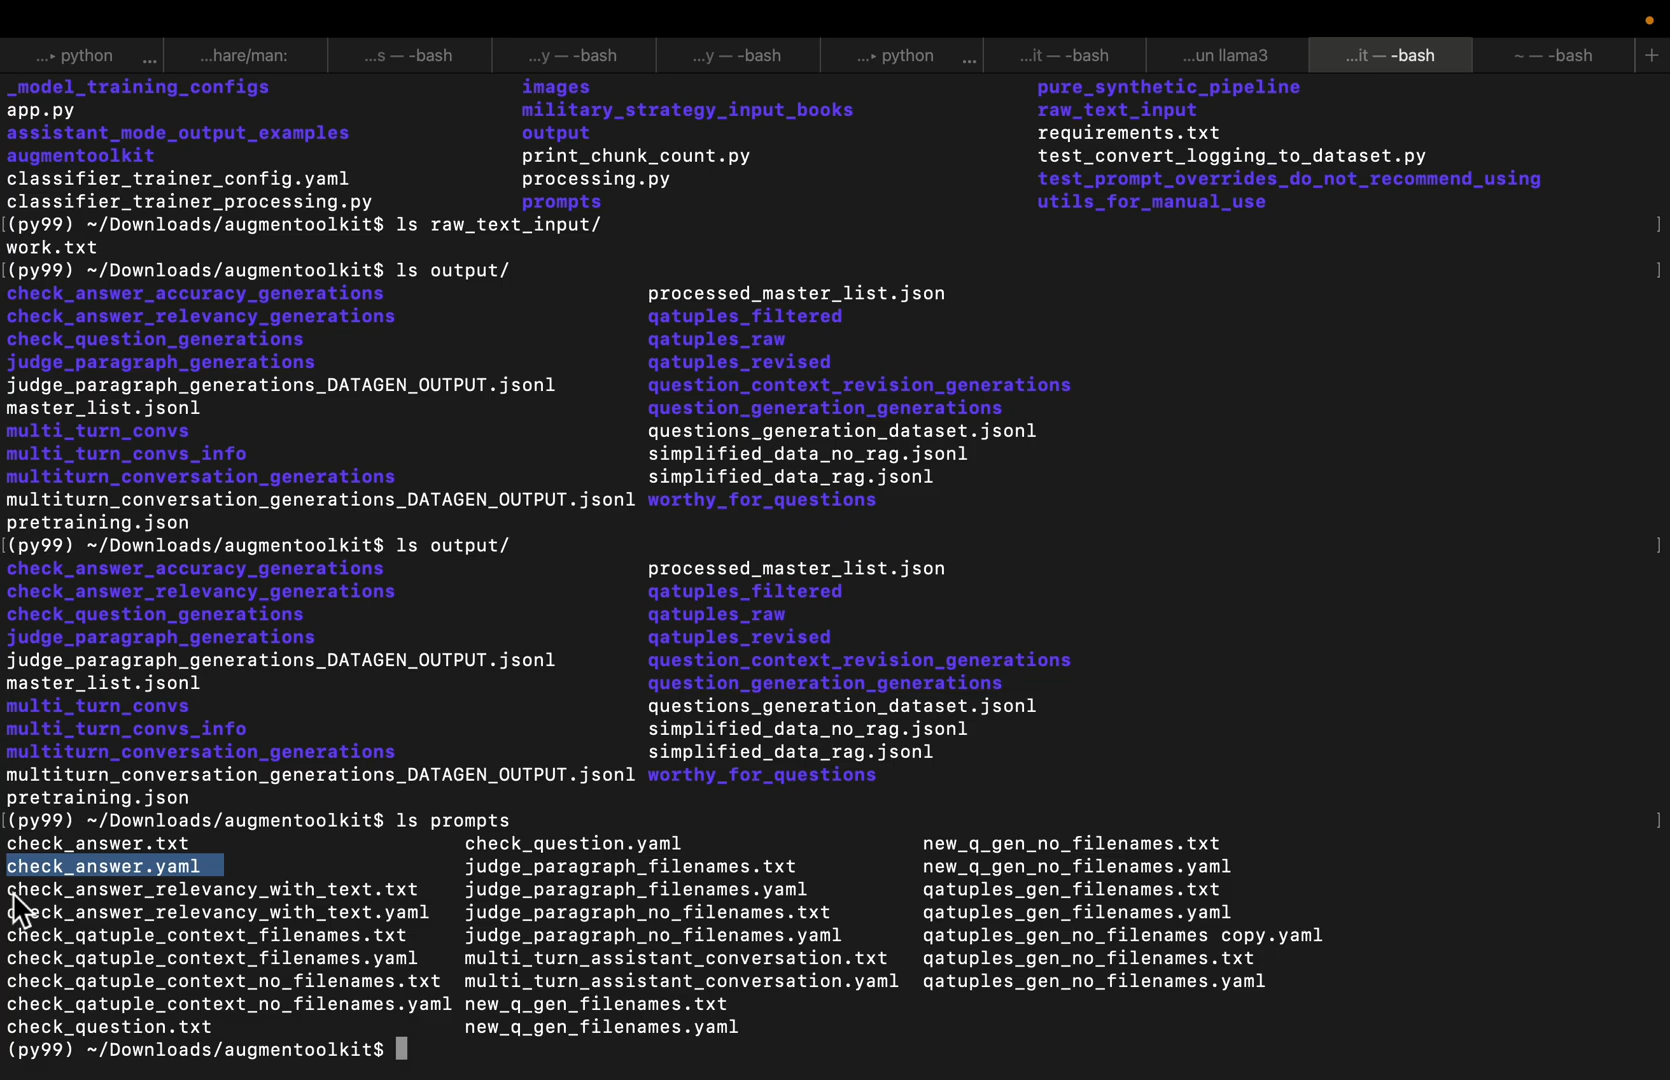 ...▸ python ... ...hare/man: ...s — -bash ...y — -bash ...y — -bash ...▸ python ... ...it — -bash ...un llama3 ...it — -bash ~ — -bash +
_model_training_configs images pure_synthetic_pipeline
app.py military_strategy_input_books raw_text_input
assistant_mode_output_examples output requirements.txt
augmentoolkit print_chunk_count.py test_convert_logging_to_dataset.py
classifier_trainer_config.yaml processing.py test_prompt_overrides_do_not_recommend_using
classifier_trainer_processing.py prompts utils_for_manual_use
[(py99) ~/Downloads/augmentoolkit$ ls raw_text_input/ ]
work.txt
[(py99) ~/Downloads/augmentoolkit$ ls output/ ]
check_answer_accuracy_generations processed_master_list.json
check_answer_relevancy_generations qatuples_filtered
check_question_generations qatuples_raw
judge_paragraph_generations qatuples_revised
judge_paragraph_generations_DATAGEN_OUTPUT.jsonl question_context_revision_generations
master_list.jsonl question_generation_generations
multi_turn_convs questions_generation_dataset.jsonl
multi_turn_convs_info simplified_data_no_rag.jsonl
multiturn_conversation_generations simplified_data_rag.jsonl
multiturn_conversation_generations_DATAGEN_OUTPUT.jsonl worthy_for_questions
pretraining.json
[(py99) ~/Downloads/augmentoolkit$ ls output/ ]
check_answer_accuracy_generations processed_master_list.json
check_answer_relevancy_generations qatuples_filtered
check_question_generations qatuples_raw
judge_paragraph_generations qatuples_revised
judge_paragraph_generations_DATAGEN_OUTPUT.jsonl question_context_revision_generations
master_list.jsonl question_generation_generations
multi_turn_convs questions_generation_dataset.jsonl
multi_turn_convs_info simplified_data_no_rag.jsonl
multiturn_conversation_generations simplified_data_rag.jsonl
multiturn_conversation_generations_DATAGEN_OUTPUT.jsonl worthy_for_questions
pretraining.json
[(py99) ~/Downloads/augmentoolkit$ ls prompts ]
check_answer.txt check_question.yaml new_q_gen_no_filenames.txt
check_answer.yaml judge_paragraph_filenames.txt new_q_gen_no_filenames.yaml
check_answer_relevancy_with_text.txt judge_paragraph_filenames.yaml qatuples_gen_filenames.txt
check_answer_relevancy_with_text.yaml judge_paragraph_no_filenames.txt qatuples_gen_filenames.yaml
check_qatuple_context_filenames.txt judge_paragraph_no_filenames.yaml qatuples_gen_no_filenames copy.yaml
check_qatuple_context_filenames.yaml multi_turn_assistant_conversation.txt qatuples_gen_no_filenames.txt
check_qatuple_context_no_filenames.txt multi_turn_assistant_conversation.yaml qatuples_gen_no_filenames.yaml
check_qatuple_context_no_filenames.yaml new_q_gen_filenames.txt
check_question.txt new_q_gen_filenames.yaml
(py99) ~/Downloads/augmentoolkit$